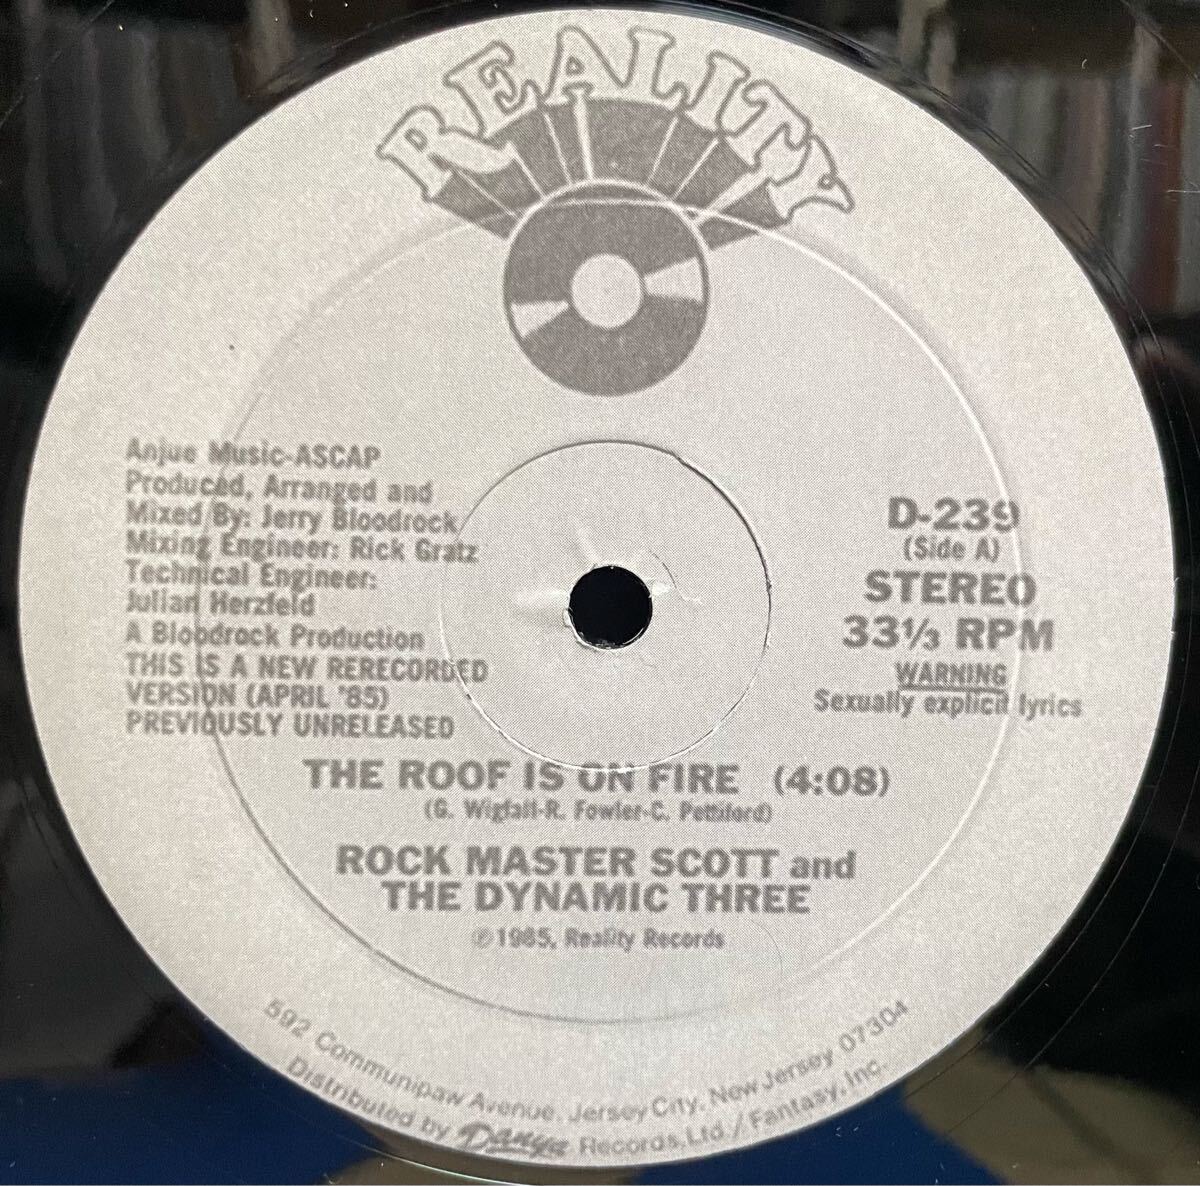 REALITY
Anjue Music-ASCAP
Produced, Arranged and
Mixed By: Jerry Bloodrock
Mixing Engineer: Rick Gratz
Technical Engineer:
Julian Herzfeld
A Bloodrock Production
THIS IS A NEW RERECORDED
VERSION (APRIL '85)
PREVIOUSLY UNRELEASED
D-239
(Side A)
STEREO
33⅓ RPM
WARNING
Sexually explicit lyrics
THE ROOF IS ON FIRE (4:08)
(G. Wigfall-R. Fowler-C. Pettiford)
ROCK MASTER SCOTT and
THE DYNAMIC THREE
℗1985, Reality Records
592 Communipaw Avenue, Jersey City, New Jersey 07304
Distributed by Danya Records, Ltd./Fantasy, Inc.